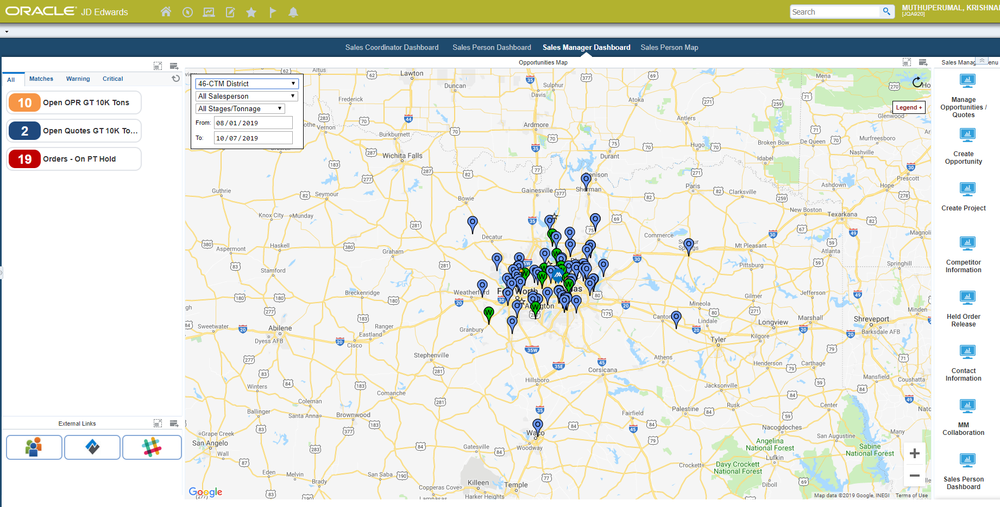 ORACLE JD Edwards
Search
MUTHUPERUMAL, KRISHNA
[JQA920]
Sales Coordinator Dashboard
Sales Person Dashboard
Sales Manager Dashboard
Sales Person Map
Opportunities Map
All
Matches
Warning
Critical
10 Open OPR GT 10K Tons
2 Open Quotes GT 10K To...
19 Orders - On PT Hold
External Links
46-CTM District
All Salesperson
All Stages/Tonnage
From: 08/01/2019
To: 10/07/2019
Legend +
Altus
Lawton
Duncan
Sulphur
Davis
Mena
Frederick
Atoka
Antlers
Glenwood
Vernon
Burkburnett
Ardmore
Broken Bow
De Queen
Murfreesboro
Wichita Falls
Durant
Hugo
Idabel
Nashville
Prescott
Denison
Sherman
Gainesville
Paris
Clarksville
Ashdown
Hope
Guthrie
Seymour
Bowie
New Boston
Texarkana
Knox City
Munday
Decatur
Commerce
Magnoli
Aspermont
Haskell
Graham
Mt Pleasant
Atlanta
Stamford
Pittsburg
Springhill
Weatherford
Breckenridge
Gilmer
Jefferson
Mineola
Minden
Canton
Lindale
Longview
Marshall
Shreveport
Barksdale AFB
Sweetwater
Abilene
Dyess AFB
Ranger
Eastland
Cisco
Granbury
Kilgore
Tyler
Stephenville
Athens
Henderson
Carthage
Corsicana
Mansfield
Coushatta
Winters
Comanche
Hillsboro
Jacksonville
Coleman
Ballinger
Santa Anna
Brownwood
Fairfield
Palestine
Rusk
Center
Natc
Grape Creek
San Angelo
Wall
Waco
Woodway
Gatesville
Nacogdoches
San Augustine
Many
Angelina
National Forest
Lufkin
Sabine
National Forest
Crockett
Davy Crockett
National Forest
Diboll
Eden
Melvin
Brady
San Saba
Killeen
Temple
Copperas Cove
Harker Heights
Lampasas
Google
Map data ©2019 Google, INEGI
Terms of Use
Manage
Opportunities /
Quotes
Create
Opportunity
Create Project
Competitor
Information
Held Order
Release
Contact
Information
MM
Collaboration
Sales Person
Dashboard